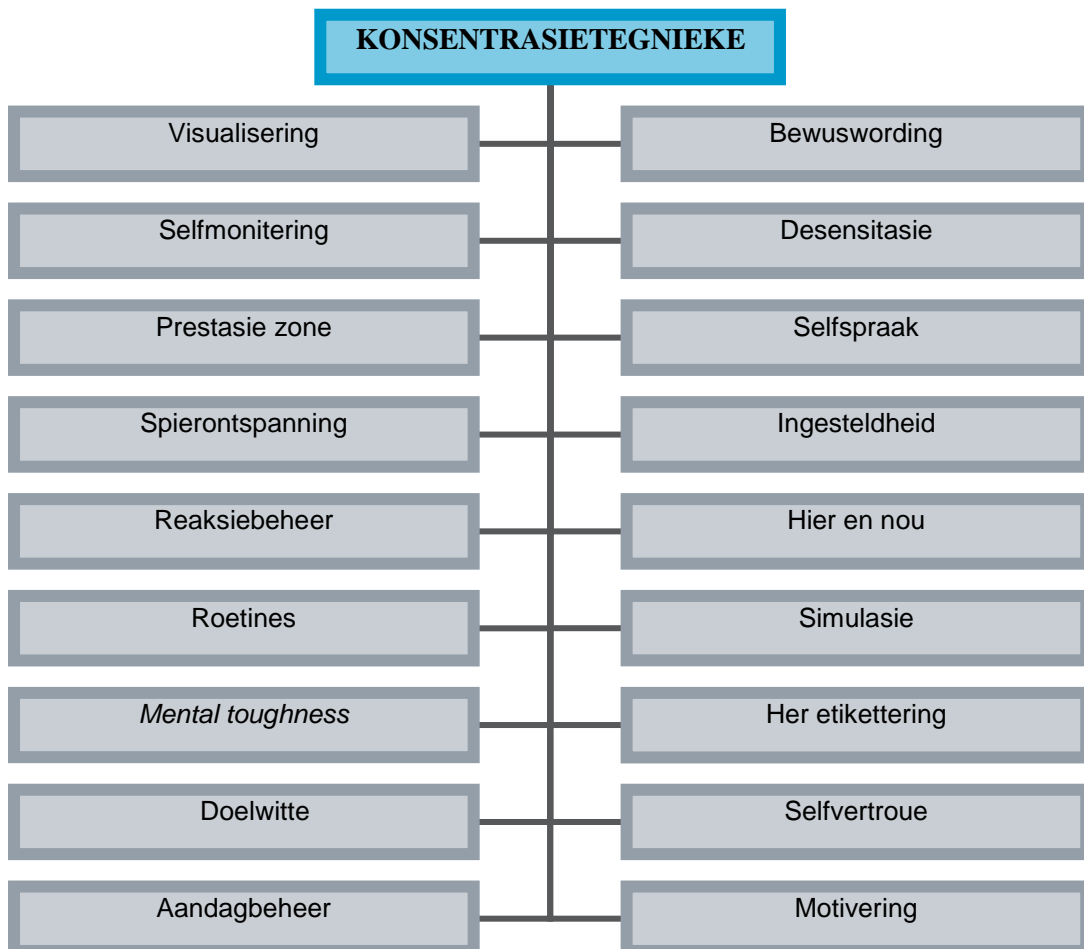 KONSENTRASIETEGNIEKE
Visualisering
Bewuswording
Selfmonitering
Desensitasie
Prestasie zone
Selfspraak
Spierontspanning
Ingesteldheid
Reaksiebeheer
Hier en nou
Roetines
Simulasie
Mental toughness
Her etikettering
Doelwitte
Selfvertroue
Aandagbeheer
Motivering